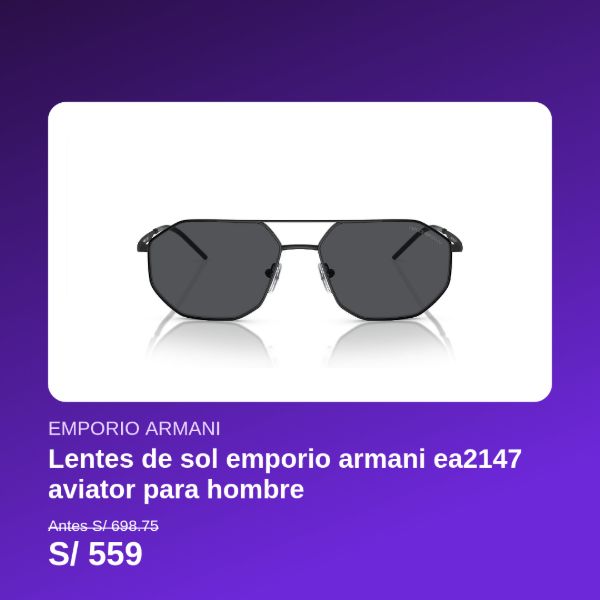 EMPORIO ARMANI
Lentes de sol emporio armani ea2147
aviator para hombre
Antes S/ 698.75
S/ 559